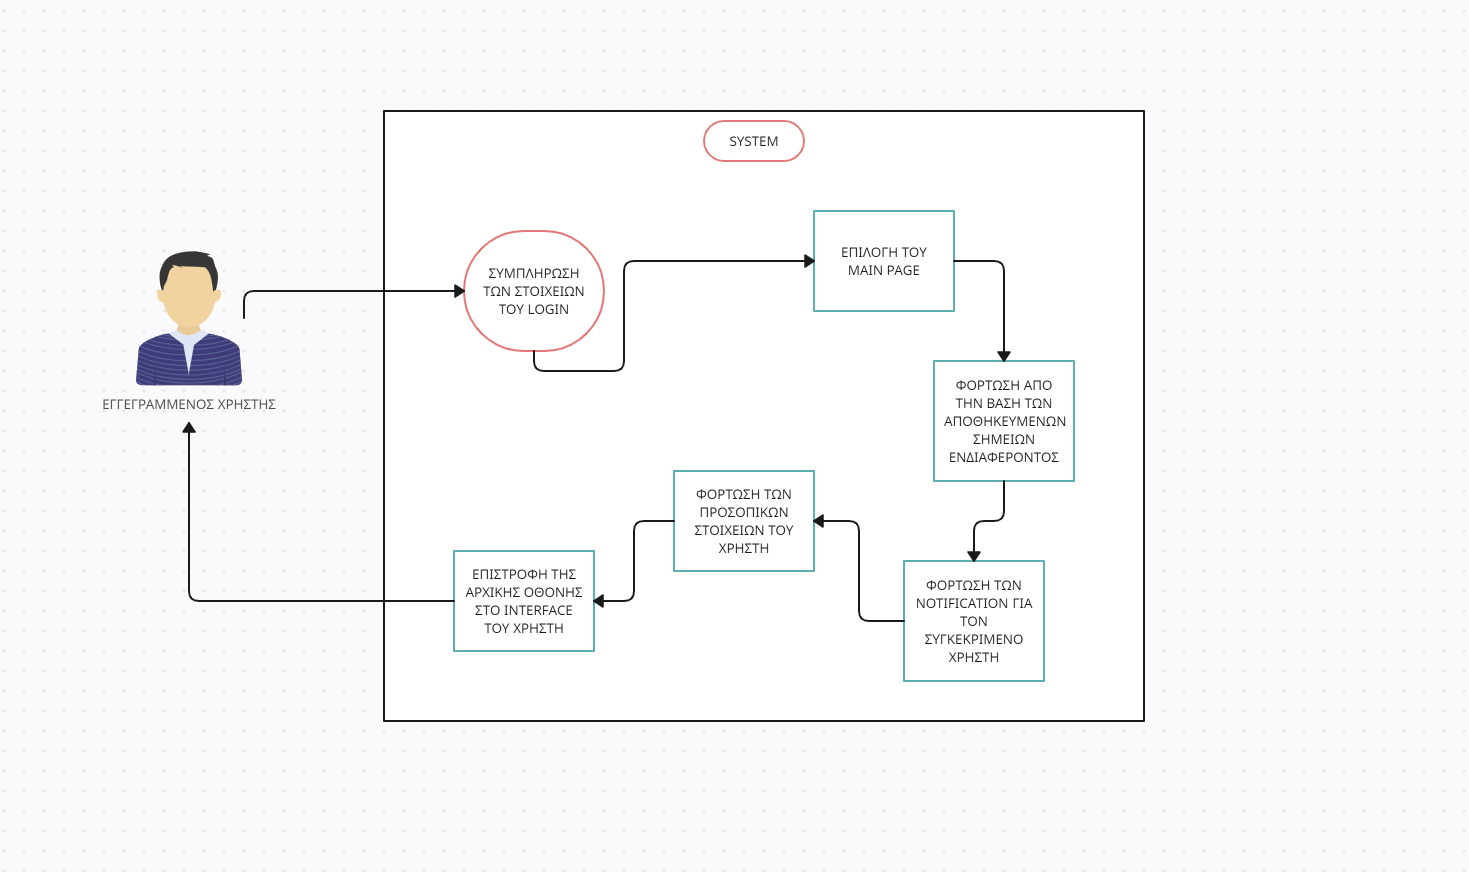 SYSTEM
ΣΥΜΠΛΗΡΩΣΗ
ΤΩΝ ΣΤΟΙΧΕΙΩΝ
ΤΟΥ LOGIN
ΕΠΙΛΟΓΗ ΤΟΥ
MAIN PAGE
ΦΟΡΤΩΣΗ ΑΠΟ
ΤΗΝ ΒΑΣΗ ΤΩΝ
ΑΠΟΘΗΚΕΥΜΕΝΩΝ
ΣΗΜΕΙΩΝ
ΕΝΔΙΑΦΕΡΟΝΤΟΣ
ΕΓΓΕΓΡΑΜΜΕΝΟΣ ΧΡΗΣΤΗΣ
ΦΟΡΤΩΣΗ ΤΩΝ
NOTIFICATION ΓΙΑ
ΤΟΝ
ΣΥΓΚΕΚΡΙΜΕΝΟ
ΧΡΗΣΤΗ
ΦΟΡΤΩΣΗ ΤΩΝ
ΠΡΟΣΟΠΙΚΩΝ
ΣΤΟΙΧΕΙΩΝ ΤΟΥ
ΧΡΗΣΤΗ
ΕΠΙΣΤΡΟΦΗ ΤΗΣ
ΑΡΧΙΚΗΣ ΟΘΟΝΗΣ
ΣΤΟ INTERFACE
ΤΟΥ ΧΡΗΣΤΗ